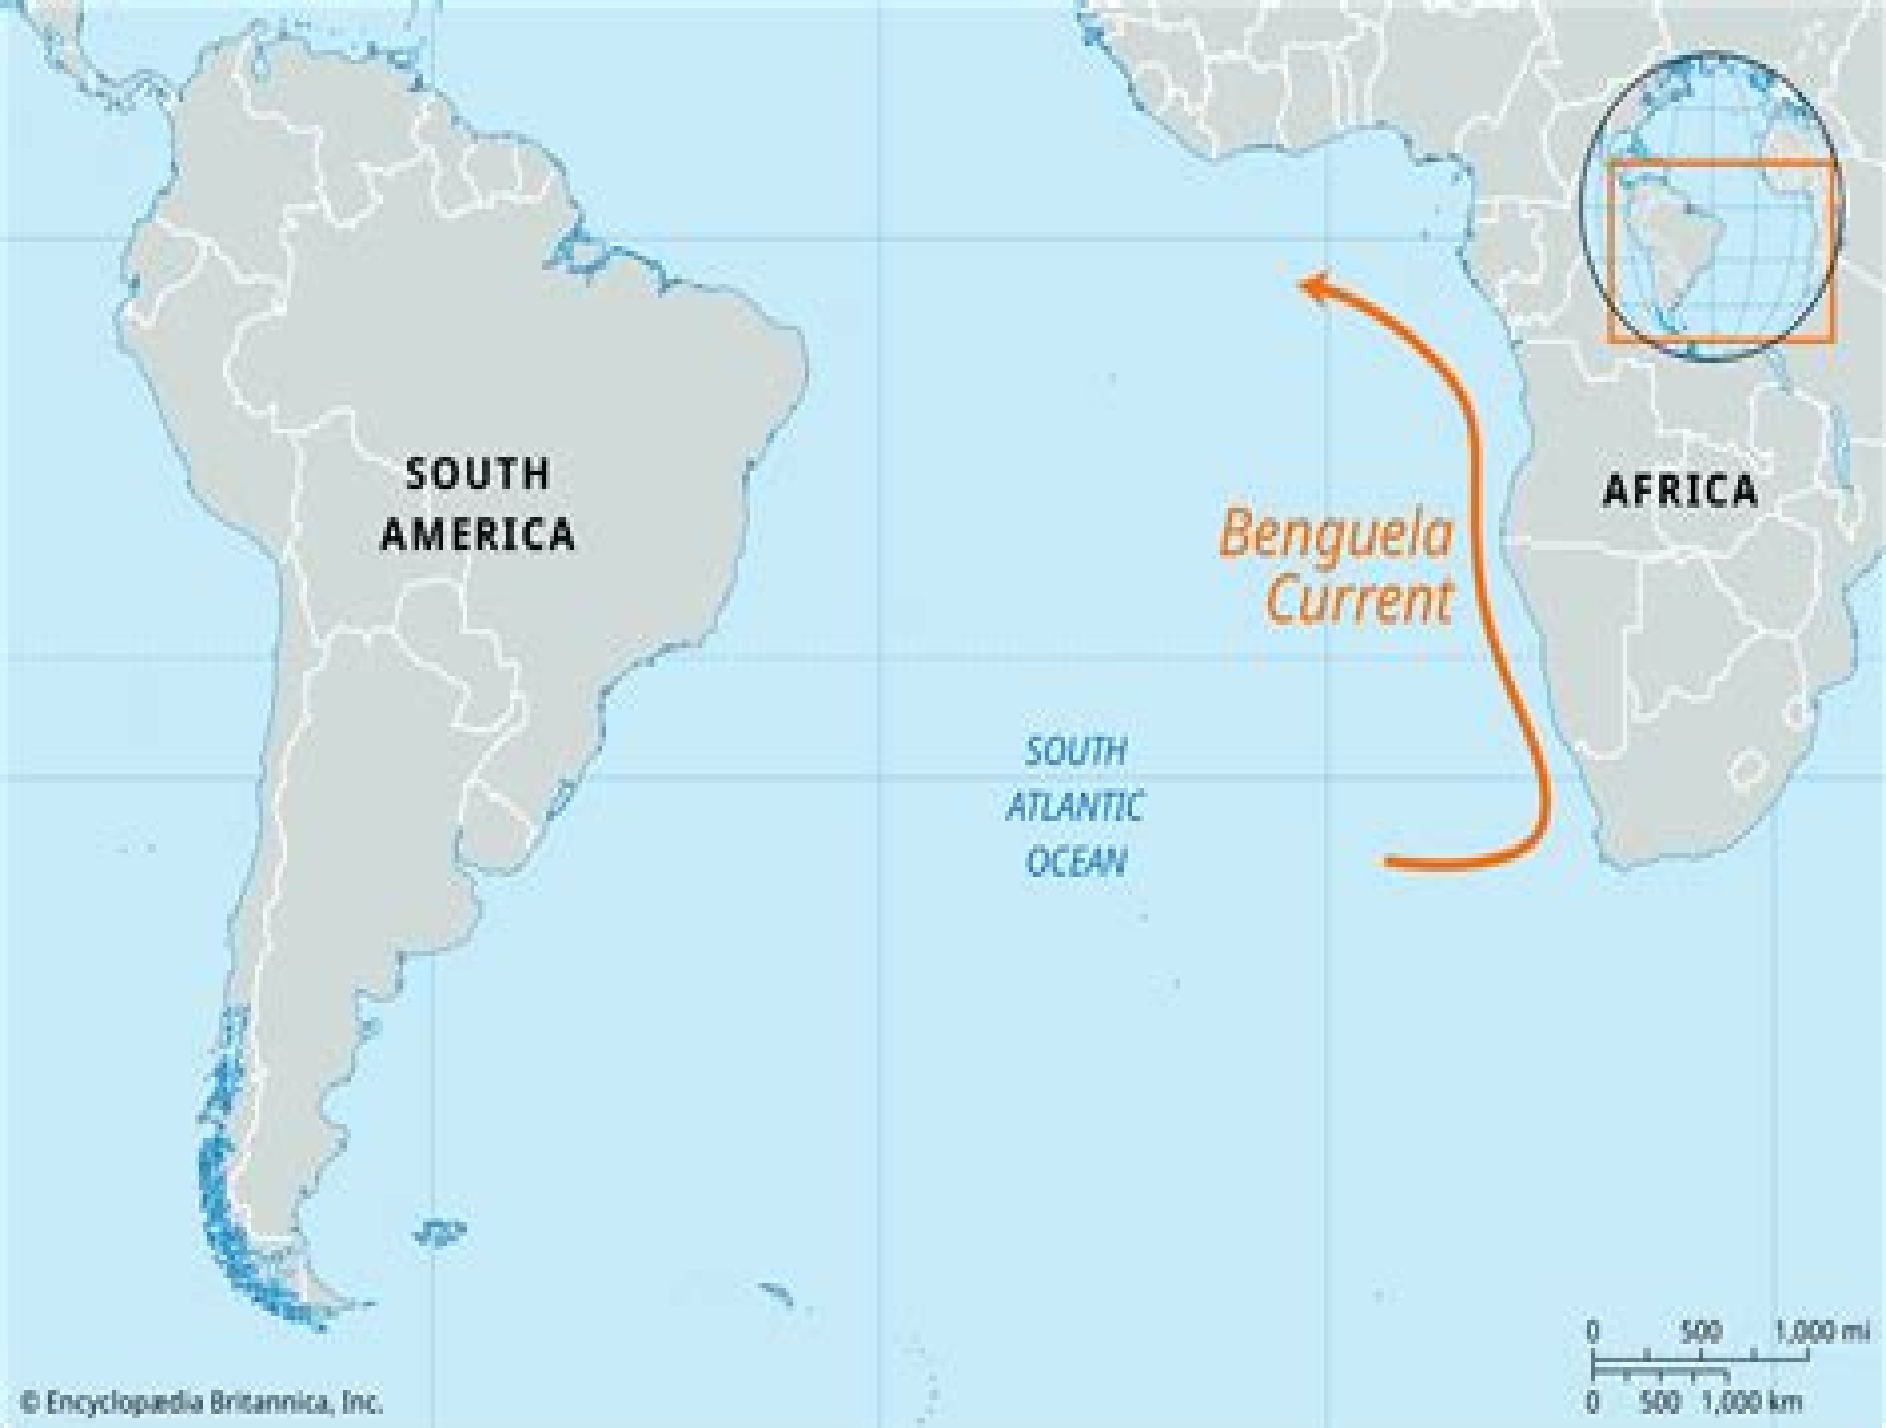 SOUTH
AMERICA
AFRICA
Benguela
Current
SOUTH
ATLANTIC
OCEAN
0 500 1,000 mi
0 500 1,000 km
© Encyclopædia Britannica, Inc.